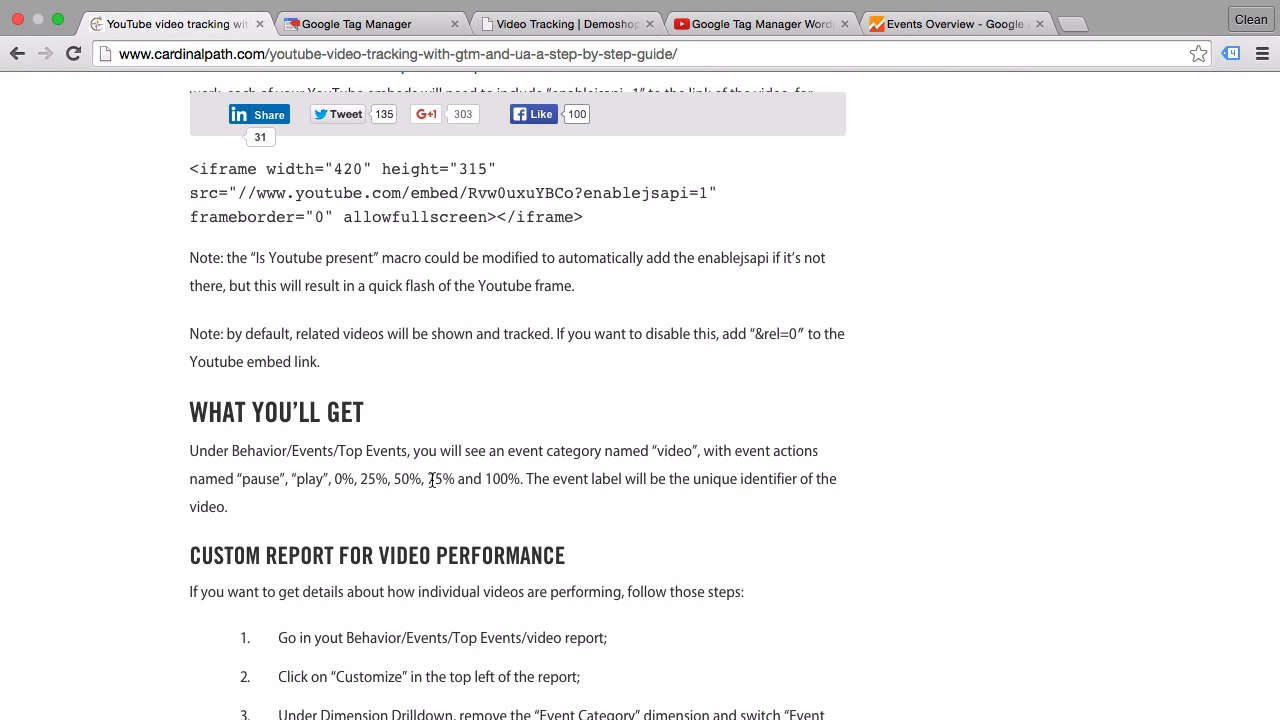 YouTube video tracking wit
Google Tag Manager
Video Tracking | Demoshop
Google Tag Manager Word
Events Overview - Google A
Clean
www.cardinalpath.com/youtube-video-tracking-with-gtm-and-ua-a-step-by-step-guide/
Share
31
Tweet
135
G+1
303
Like
100
<iframe width="420" height="315"
src="//www.youtube.com/embed/Rvw0uxuYBCo?enablejsapi=1"
frameborder="0" allowfullscreen></iframe>
Note: the “Is Youtube present” macro could be modified to automatically add the enablejsapi if it’s not
there, but this will result in a quick flash of the Youtube frame.
Note: by default, related videos will be shown and tracked. If you want to disable this, add “&rel=0” to the
Youtube embed link.
WHAT YOU’LL GET
Under Behavior/Events/Top Events, you will see an event category named “video”, with event actions
named “pause”, “play”, 0%, 25%, 50%, 75% and 100%. The event label will be the unique identifier of the
video.
CUSTOM REPORT FOR VIDEO PERFORMANCE
If you want to get details about how individual videos are performing, follow those steps:
1. Go in yout Behavior/Events/Top Events/video report;
2. Click on “Customize” in the top left of the report;
3. Under Dimension Drilldown, remove the “Event Category” dimension and switch “Event